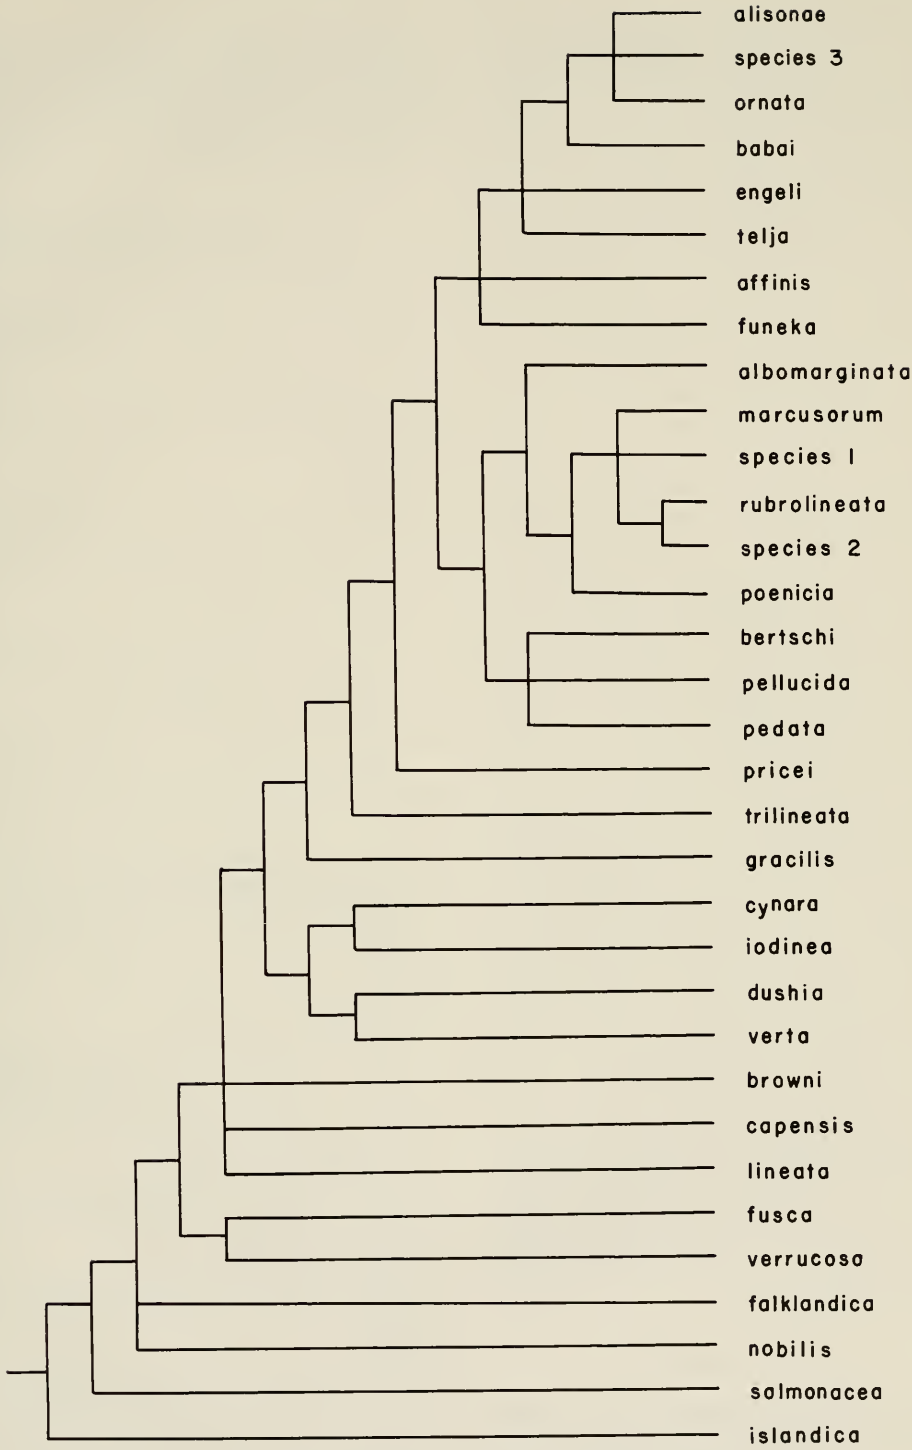 alisonae
species 3
ornata
babai
engeli
telja
affinis
funeka
albomarginata
marcusorum
species 1
rubrolineata
species 2
poenicia
bertschi
pellucida
pedata
pricei
trilineata
gracilis
cynara
iodinea
dushia
verta
browni
capensis
lineata
fusca
verrucosa
falklandica
nobilis
salmonacea
islandica